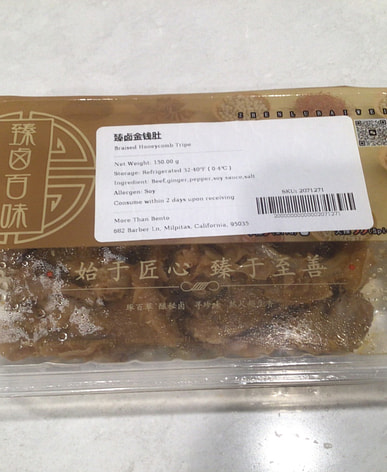 臻卤百味
臻卤金钱肚
Braised Honeycomb Tripe
Net Weight: 150.00 g
Storage: Refrigerated 32-40°F ( 0-4°C )
Ingredient: Beef,ginger,pepper,soy sauce,salt
Allergen: Soy
Consume within 2 days upon receiving
SKU: 2071271
More Than Bento
882 Barber Ln, Milpitas, California, 95035
始于匠心 臻于至善